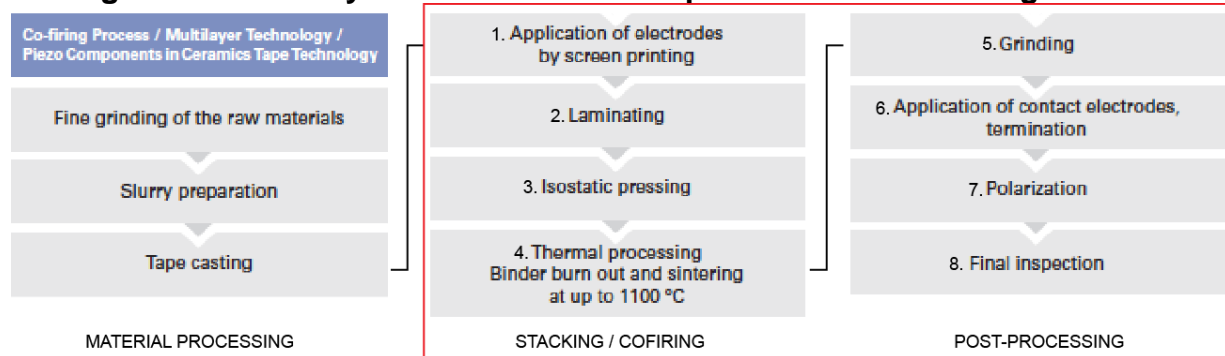 Co-firing Process / Multilayer Technology /
Piezo Components in Ceramics Tape Technology
Fine grinding of the raw materials
Slurry preparation
Tape casting
MATERIAL PROCESSING
1. Application of electrodes
by screen printing
2. Laminating
3. Isostatic pressing
4. Thermal processing
Binder burn out and sintering
at up to 1100 ºC
STACKING / COFIRING
5. Grinding
6. Application of contact electrodes,
termination
7. Polarization
8. Final inspection
POST-PROCESSING